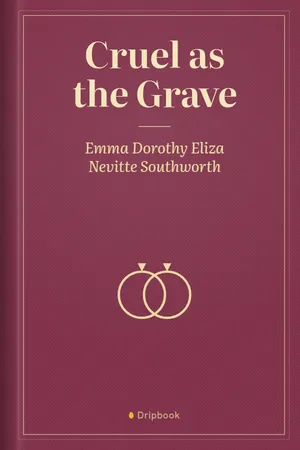 Cruel as
the Grave
Emma Dorothy Eliza
Nevitte Southworth
Dripbook